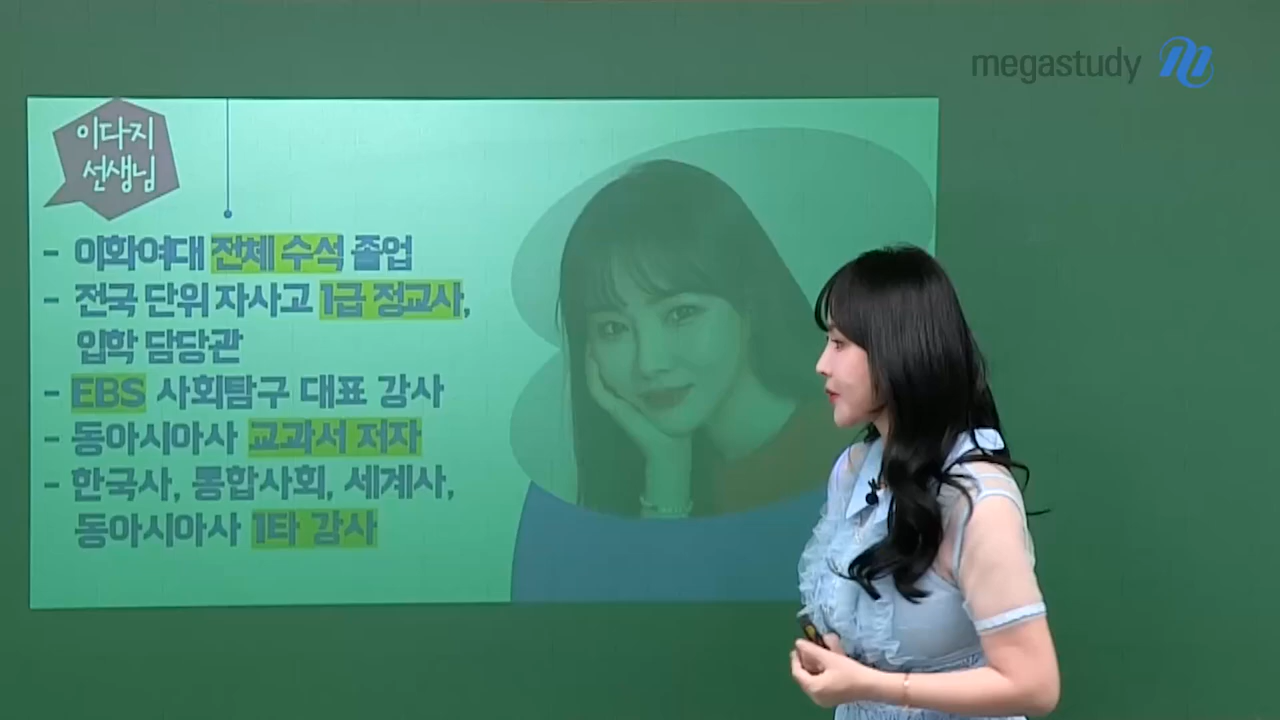 megastudy
이다지
선생님
- 이화여대 전체 수석 졸업
- 전국 단위 자사고 1급 정교사,
입학 담당관
- EBS 사회탐구 대표 강사
- 동아시아사 교과서 저자
- 한국사, 통합사회, 세계사,
동아시아사 1타 강사